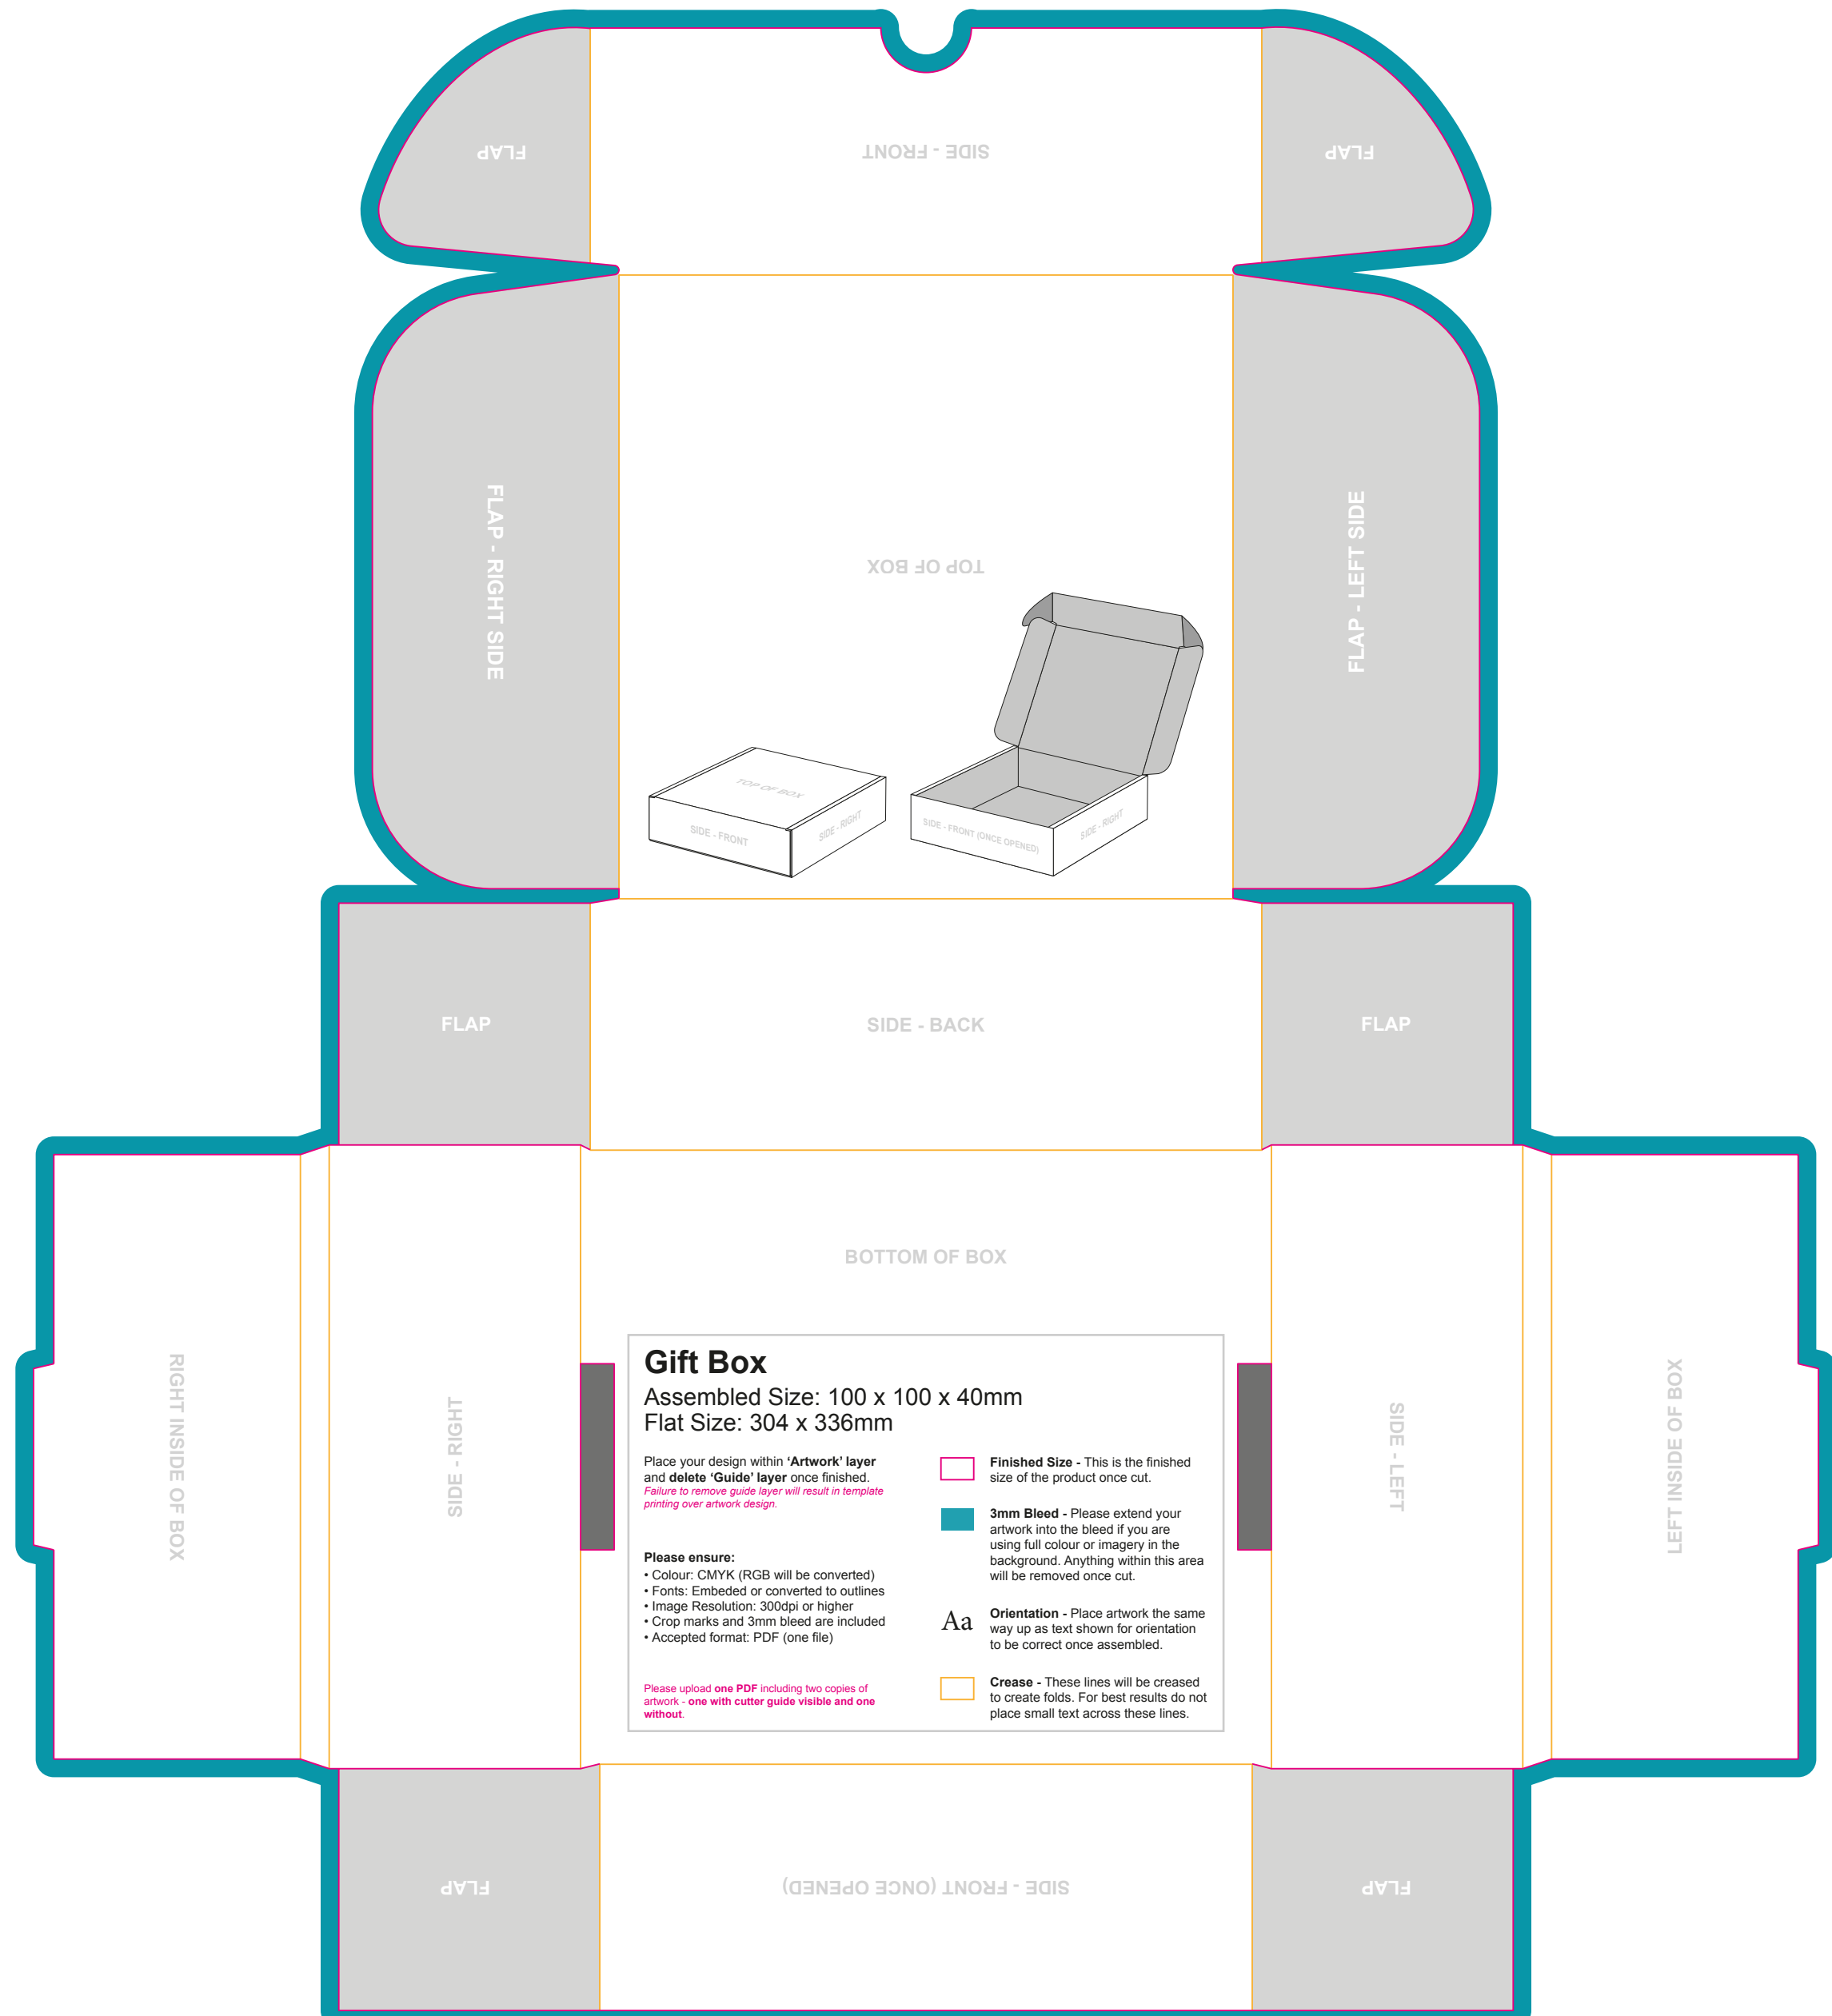 FLAP
SIDE - FRONT
FLAP
FLAP - RIGHT SIDE
FLAP - LEFT SIDE
TOP OF BOX
TOP OF BOX
SIDE - FRONT
SIDE - RIGHT
SIDE - FRONT (ONCE OPENED)
SIDE - RIGHT
FLAP
SIDE - BACK
FLAP
BOTTOM OF BOX
RIGHT INSIDE OF BOX
SIDE - RIGHT
Gift Box
Assembled Size: 100 x 100 x 40mm
Flat Size: 304 x 336mm
Place your design within ‘Artwork’ layer
and delete ‘Guide’ layer once finished.
Failure to remove guide layer will result in template
printing over artwork design.
Please ensure:
• Colour: CMYK (RGB will be converted)
• Fonts: Embeded or converted to outlines
• Image Resolution: 300dpi or higher
• Crop marks and 3mm bleed are included
• Accepted format: PDF (one file)
Please upload one PDF including two copies of
artwork - one with cutter guide visible and one
without.
Finished Size - This is the finished
size of the product once cut.
3mm Bleed - Please extend your
artwork into the bleed if you are
using full colour or imagery in the
background. Anything within this area
will be removed once cut.
Aa
Orientation - Place artwork the same
way up as text shown for orientation
to be correct once assembled.
Crease - These lines will be creased
to create folds. For best results do not
place small text across these lines.
SIDE - LEFT
LEFT INSIDE OF BOX
FLAP
SIDE - FRONT (ONCE OPENED)
FLAP